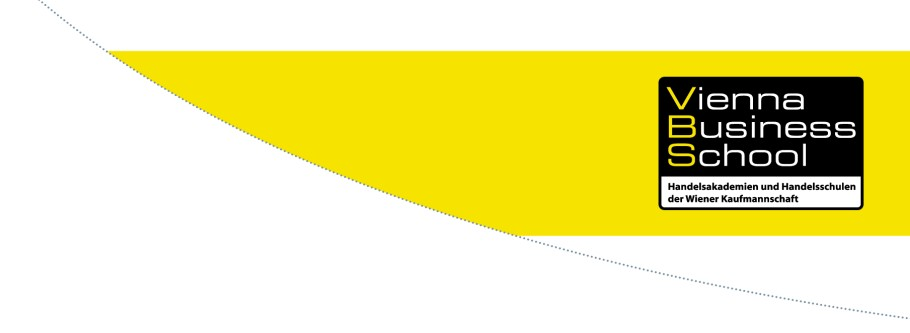 Vienna
Business
School
Handelsakademien und Handelsschulen
der Wiener Kaufmannschaft